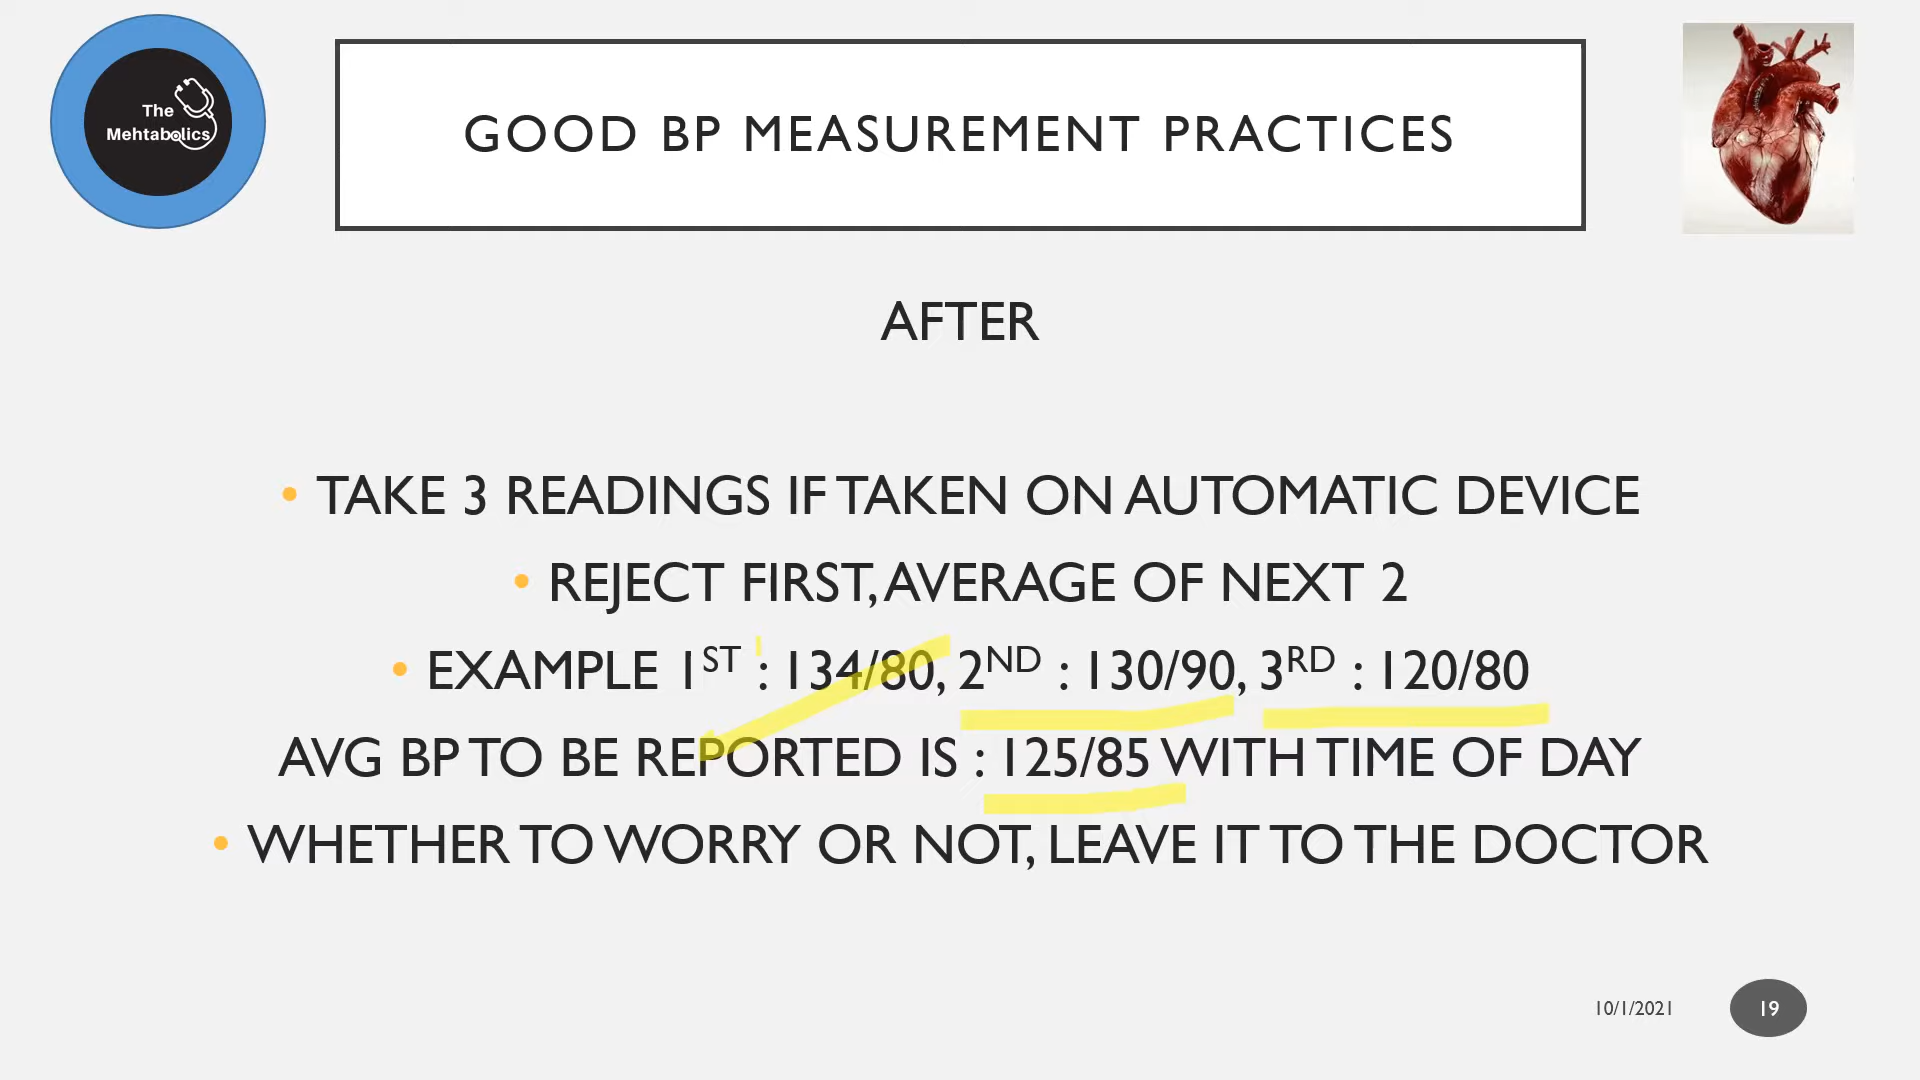 The
Mehtabolics
GOOD BP MEASUREMENT PRACTICES
AFTER
• TAKE 3 READINGS IF TAKEN ON AUTOMATIC DEVICE
• REJECT FIRST, AVERAGE OF NEXT 2
• EXAMPLE 1ST : 134/80, 2ND : 130/90, 3RD : 120/80
AVG BP TO BE REPORTED IS : 125/85 WITH TIME OF DAY
• WHETHER TO WORRY OR NOT, LEAVE IT TO THE DOCTOR
10/1/2021
19